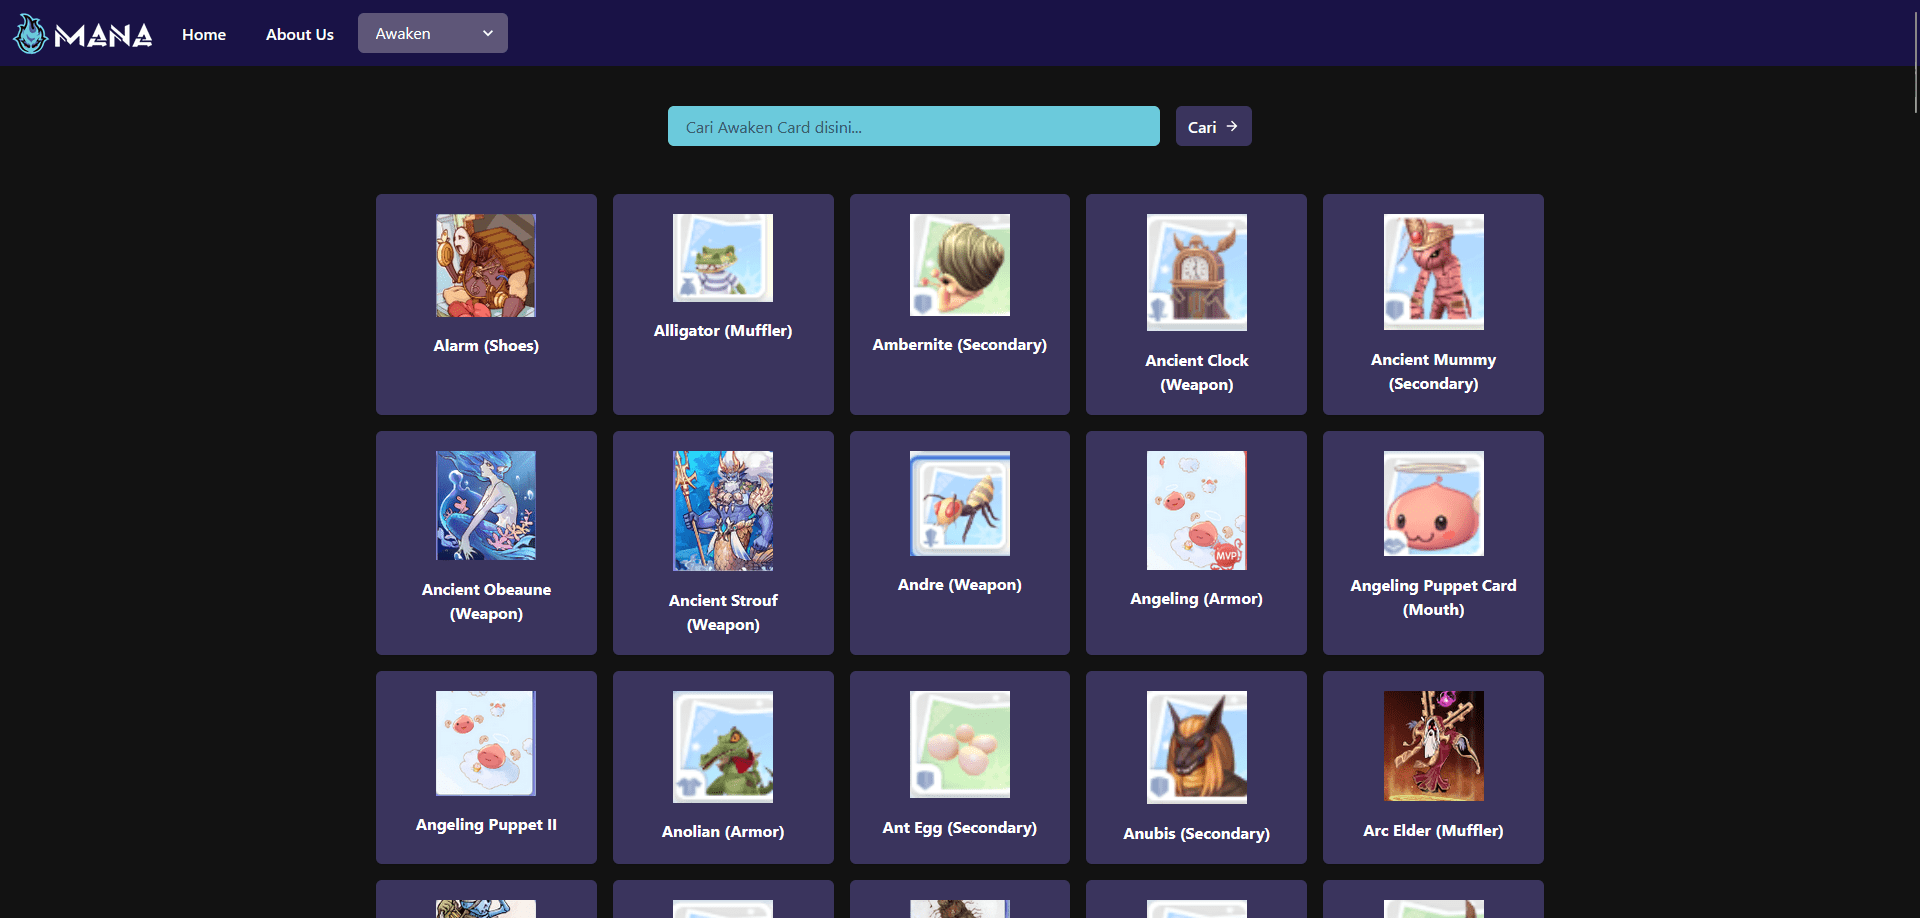 MANA
Home
About Us
Awaken
Cari Awaken Card disini...
Cari
Alarm (Shoes)
Alligator (Muffler)
Ambernite (Secondary)
Ancient Clock
(Weapon)
Ancient Mummy
(Secondary)
Ancient Obeaune
(Weapon)
Ancient Strouf
(Weapon)
Andre (Weapon)
MVP
Angeling (Armor)
Angeling Puppet Card
(Mouth)
Angeling Puppet II
Anolian (Armor)
Ant Egg (Secondary)
Anubis (Secondary)
Arc Elder (Muffler)